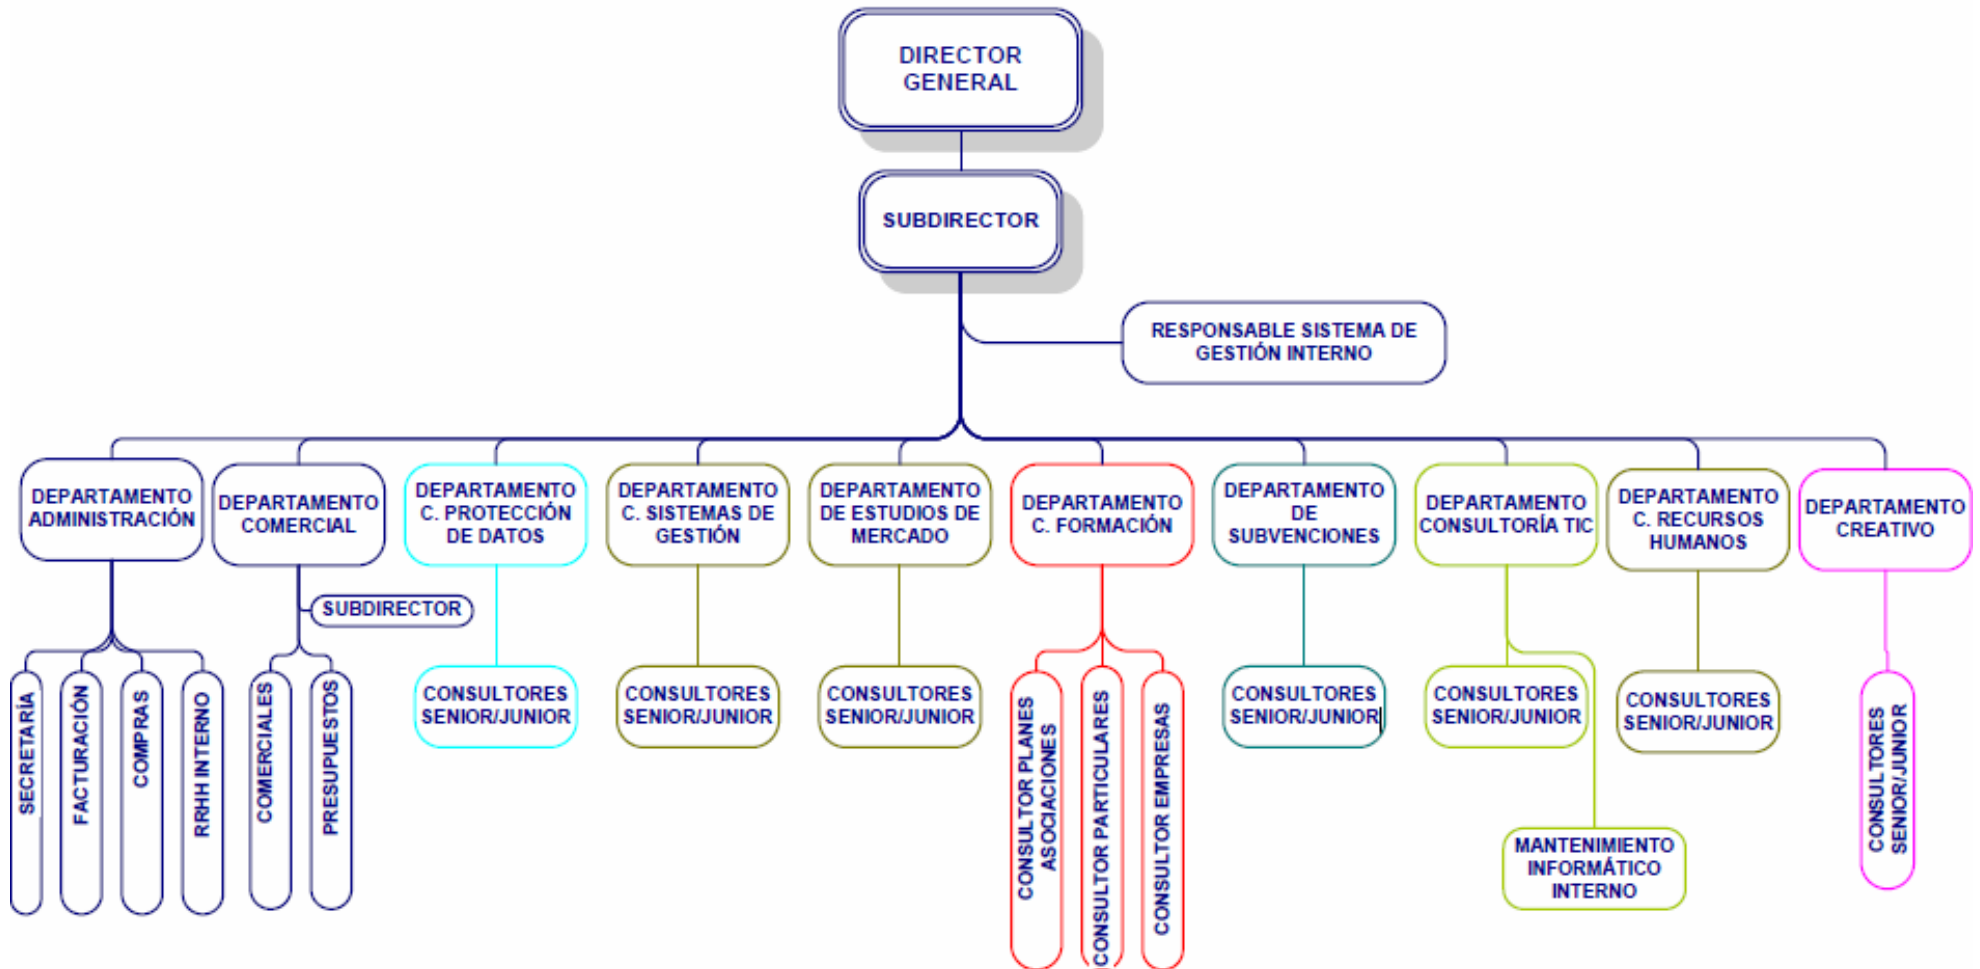 DIRECTOR
GENERAL
SUBDIRECTOR
RESPONSABLE SISTEMA DE
GESTIÓN INTERNO
DEPARTAMENTO
ADMINISTRACIÓN
DEPARTAMENTO
COMERCIAL
DEPARTAMENTO
C. PROTECCIÓN
DE DATOS
DEPARTAMENTO
C. SISTEMAS DE
GESTIÓN
DEPARTAMENTO
DE ESTUDIOS DE
MERCADO
DEPARTAMENTO
C. FORMACIÓN
DEPARTAMENTO
DE
SUBVENCIONES
DEPARTAMENTO
CONSULTORÍA TIC
DEPARTAMENTO
C. RECURSOS
HUMANOS
DEPARTAMENTO
CREATIVO
SUBDIRECTOR
SECRETARÍA
FACTURACIÓN
COMPRAS
RRHH INTERNO
COMERCIALES
PRESUPUESTOS
CONSULTORES
SENIOR/JUNIOR
CONSULTORES
SENIOR/JUNIOR
CONSULTORES
SENIOR/JUNIOR
CONSULTOR PLANES
ASOCIACIONES
CONSULTOR PARTICULARES
CONSULTOR EMPRESAS
CONSULTORES
SENIOR/JUNIOR
CONSULTORES
SENIOR/JUNIOR
MANTENIMIENTO
INFORMÁTICO
INTERNO
CONSULTORES
SENIOR/JUNIOR
CONSULTORES
SENIOR/JUNIOR